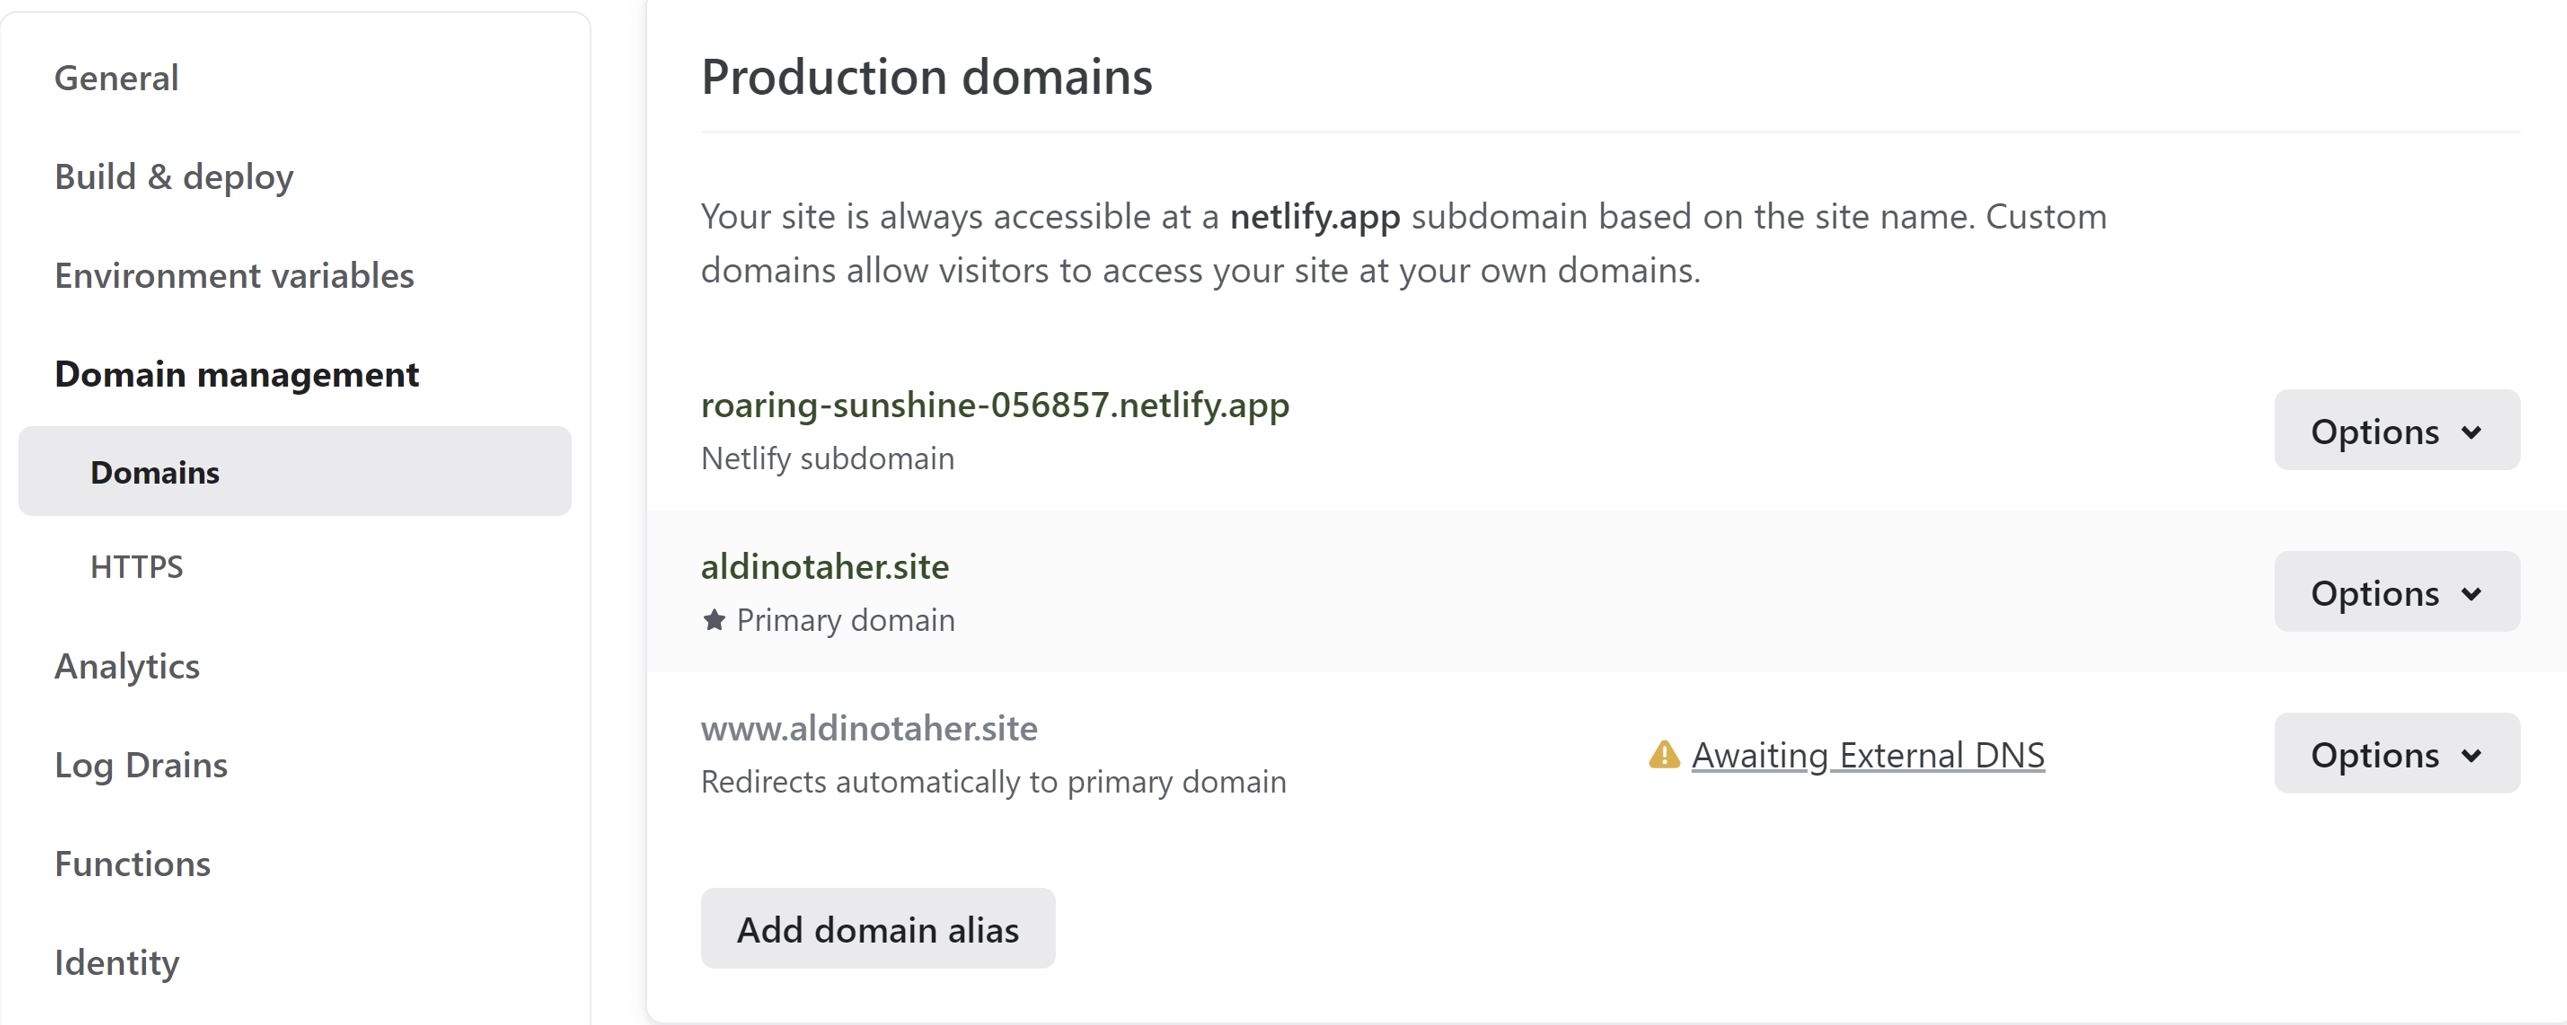 General
Build & deploy
Environment variables
Domain management
Domains
HTTPS
Analytics
Log Drains
Functions
Identity
Production domains
Your site is always accessible at a netlify.app subdomain based on the site name. Custom
domains allow visitors to access your site at your own domains.
roaring-sunshine-056857.netlify.app
Netlify subdomain
Options
aldinotaher.site
Primary domain
Options
www.aldinotaher.site
Redirects automatically to primary domain
Awaiting External DNS
Options
Add domain alias